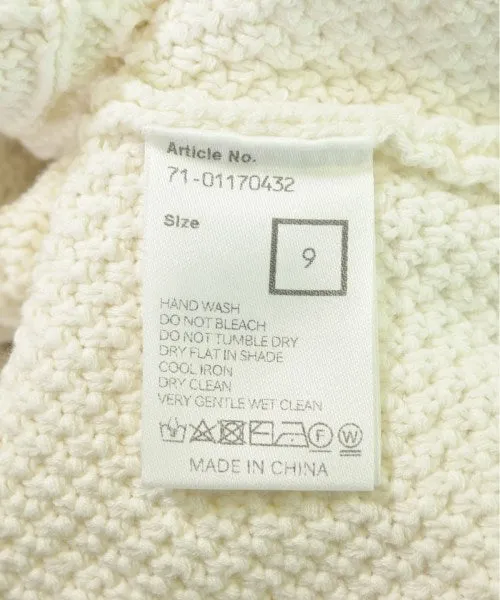 Article No.
71-01170432
Size
9
HAND WASH
DO NOT BLEACH
DO NOT TUMBLE DRY
DRY FLAT IN SHADE
COOL IRON
DRY CLEAN
VERY GENTLE WET CLEAN
F W
MADE IN CHINA